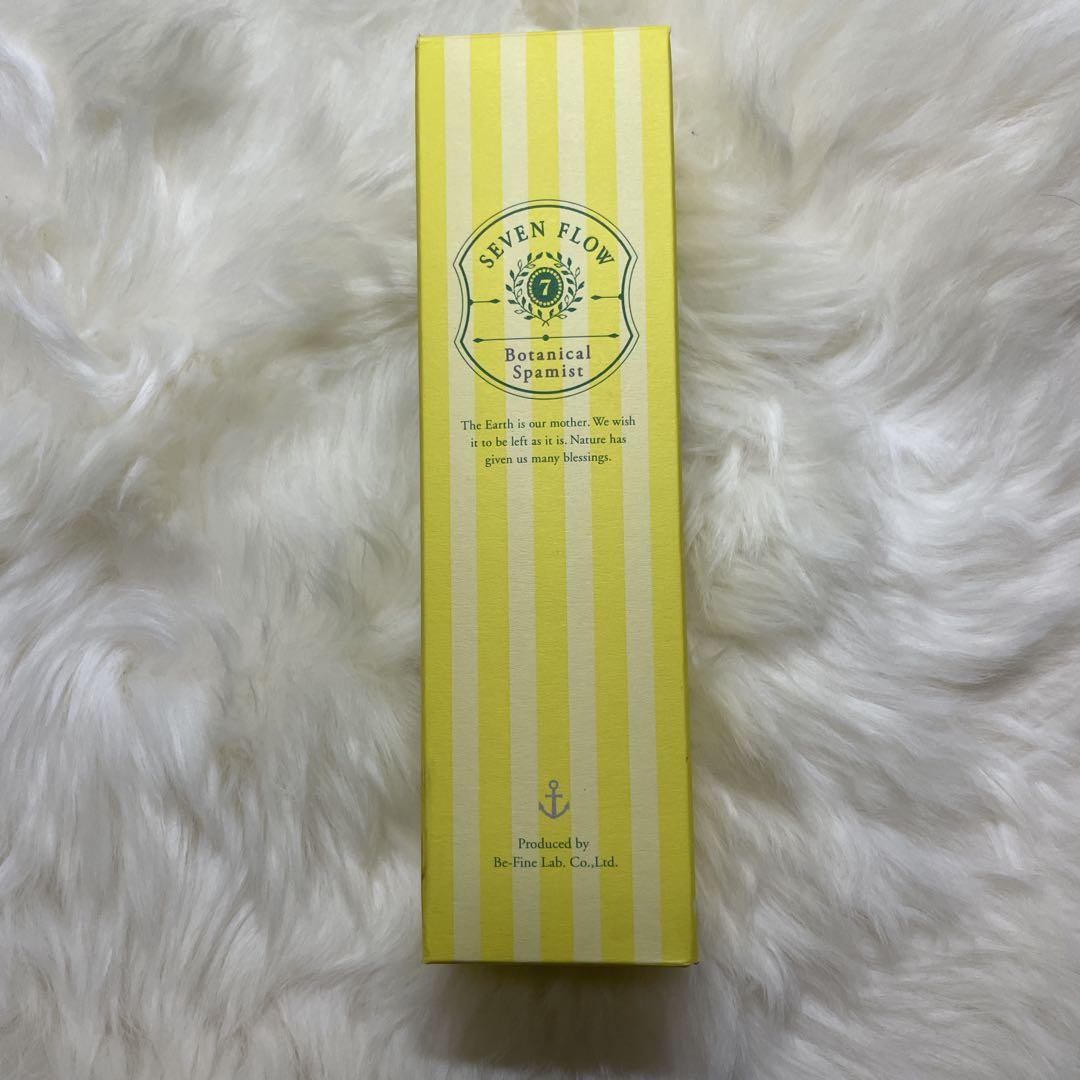 SEVEN FLOW
7
Botanical
Spamist
The Earth is our mother. We wish
it to be left as it is. Nature has
given us many blessings.
Produced by
Be-Fine Lab. Co.,Ltd.